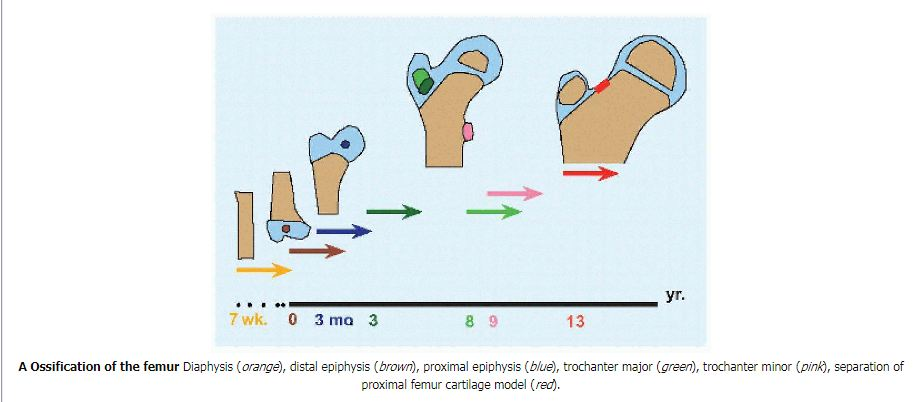 yr.
7 wk. 0 3 mo 3 8 9 13
A Ossification of the femur Diaphysis (orange), distal epiphysis (brown), proximal epiphysis (blue), trochanter major (green), trochanter minor (pink), separation of
proximal femur cartilage model (red).